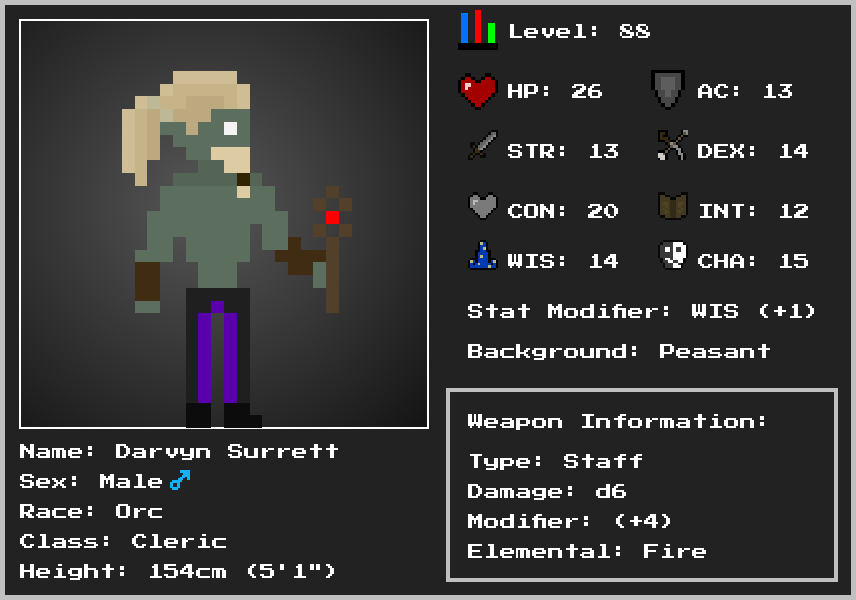 Level: 88
HP: 26
AC: 13
STR: 13
DEX: 14
CON: 20
INT: 12
WIS: 14
CHA: 15
Stat Modifier: WIS (+1)
Background: Peasant
Weapon Information:
Type: Staff
Damage: d6
Modifier: (+4)
Elemental: Fire
Name: Darvyn Surrett
Sex: Male♂
Race: Orc
Class: Cleric
Height: 154cm (5'1")